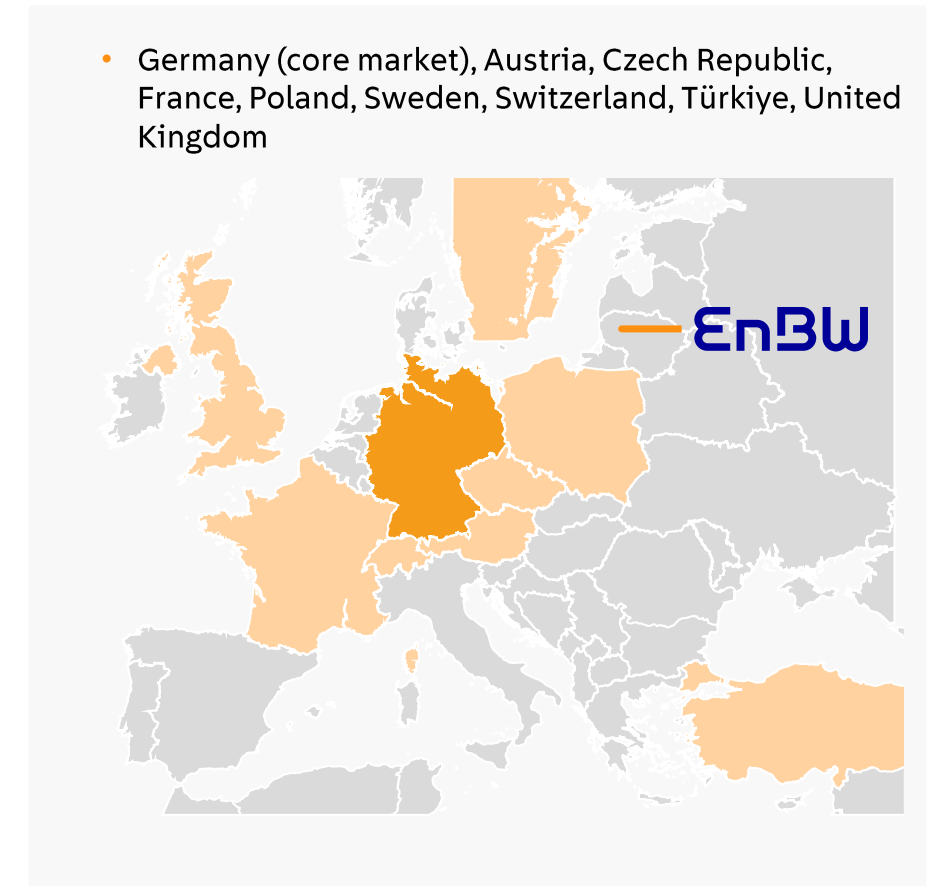 • Germany (core market), Austria, Czech Republic,
France, Poland, Sweden, Switzerland, Türkiye, United
Kingdom
EnBW